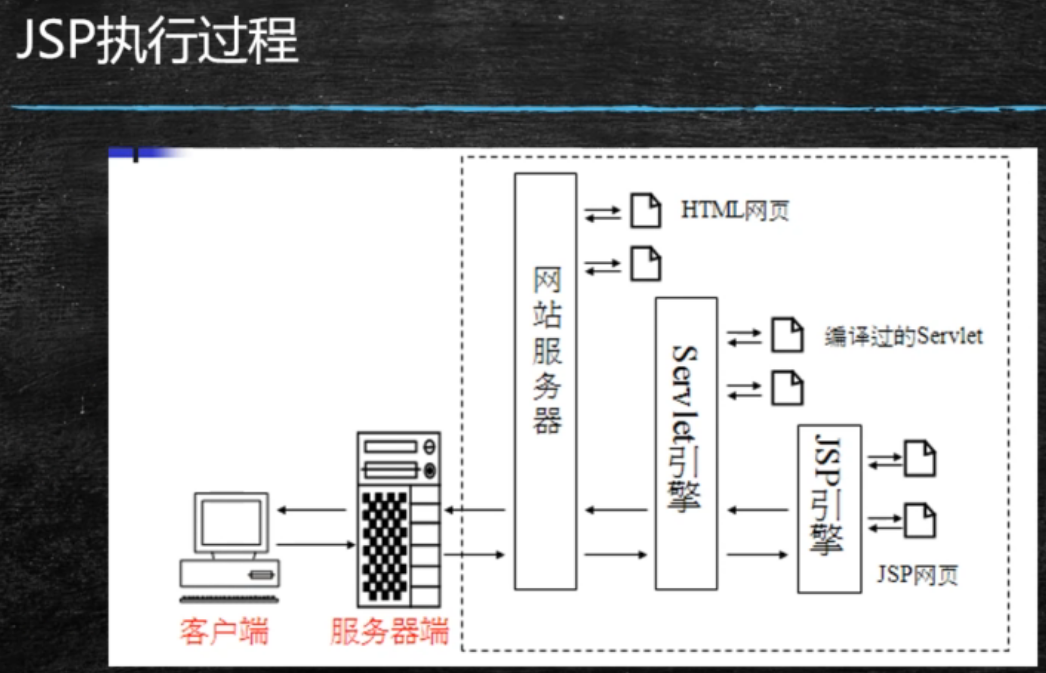 JSP执行过程
HTML网页
网站服务器
编译过的Servlet
Servlet引擎
JSP引擎
JSP网页
客户端
服务器端